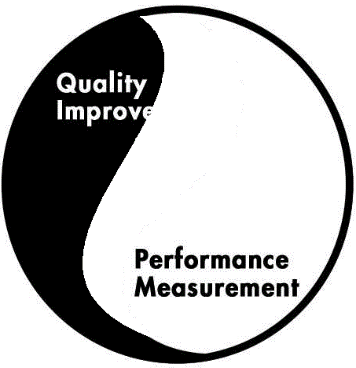 Quality
Improve
Performance
Measurement